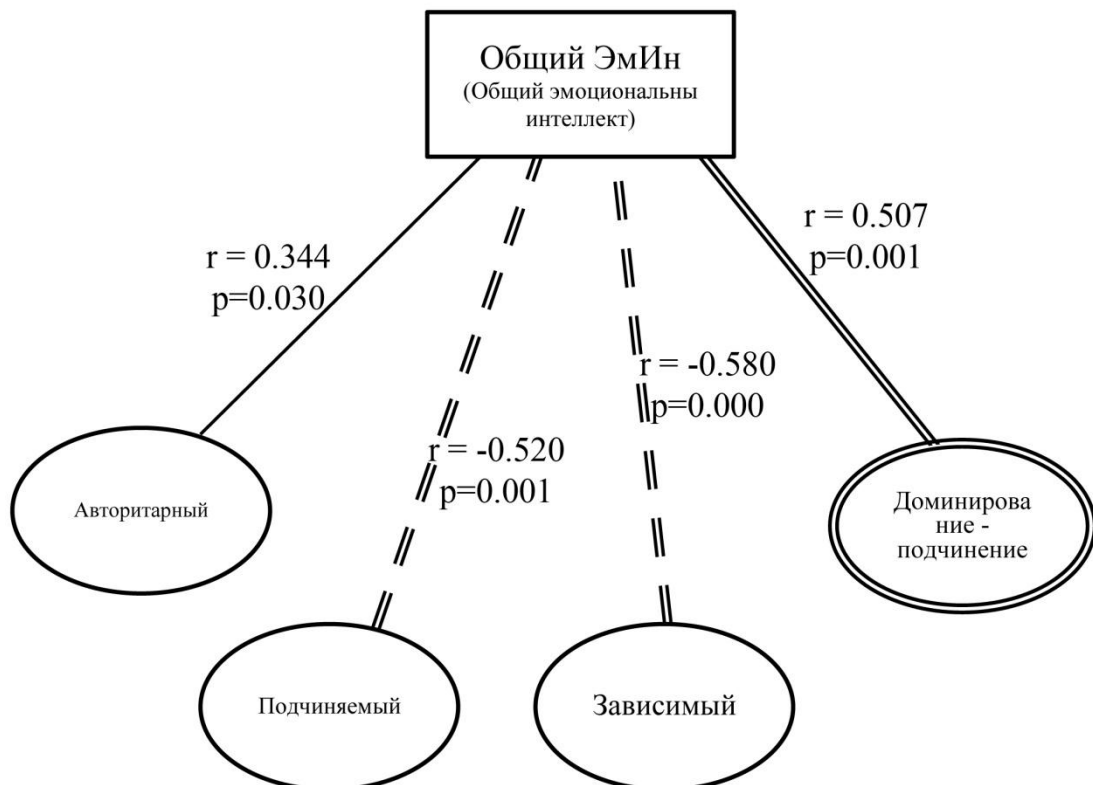 Общий ЭмИн
(Общий эмоциональны
интеллект)
r = 0.344
p=0.030
r = -0.520
p=0.001
r = -0.580
p=0.000
r = 0.507
p=0.001
Авторитарный
Подчиняемый
Зависимый
Доминирова
ние -
подчинение